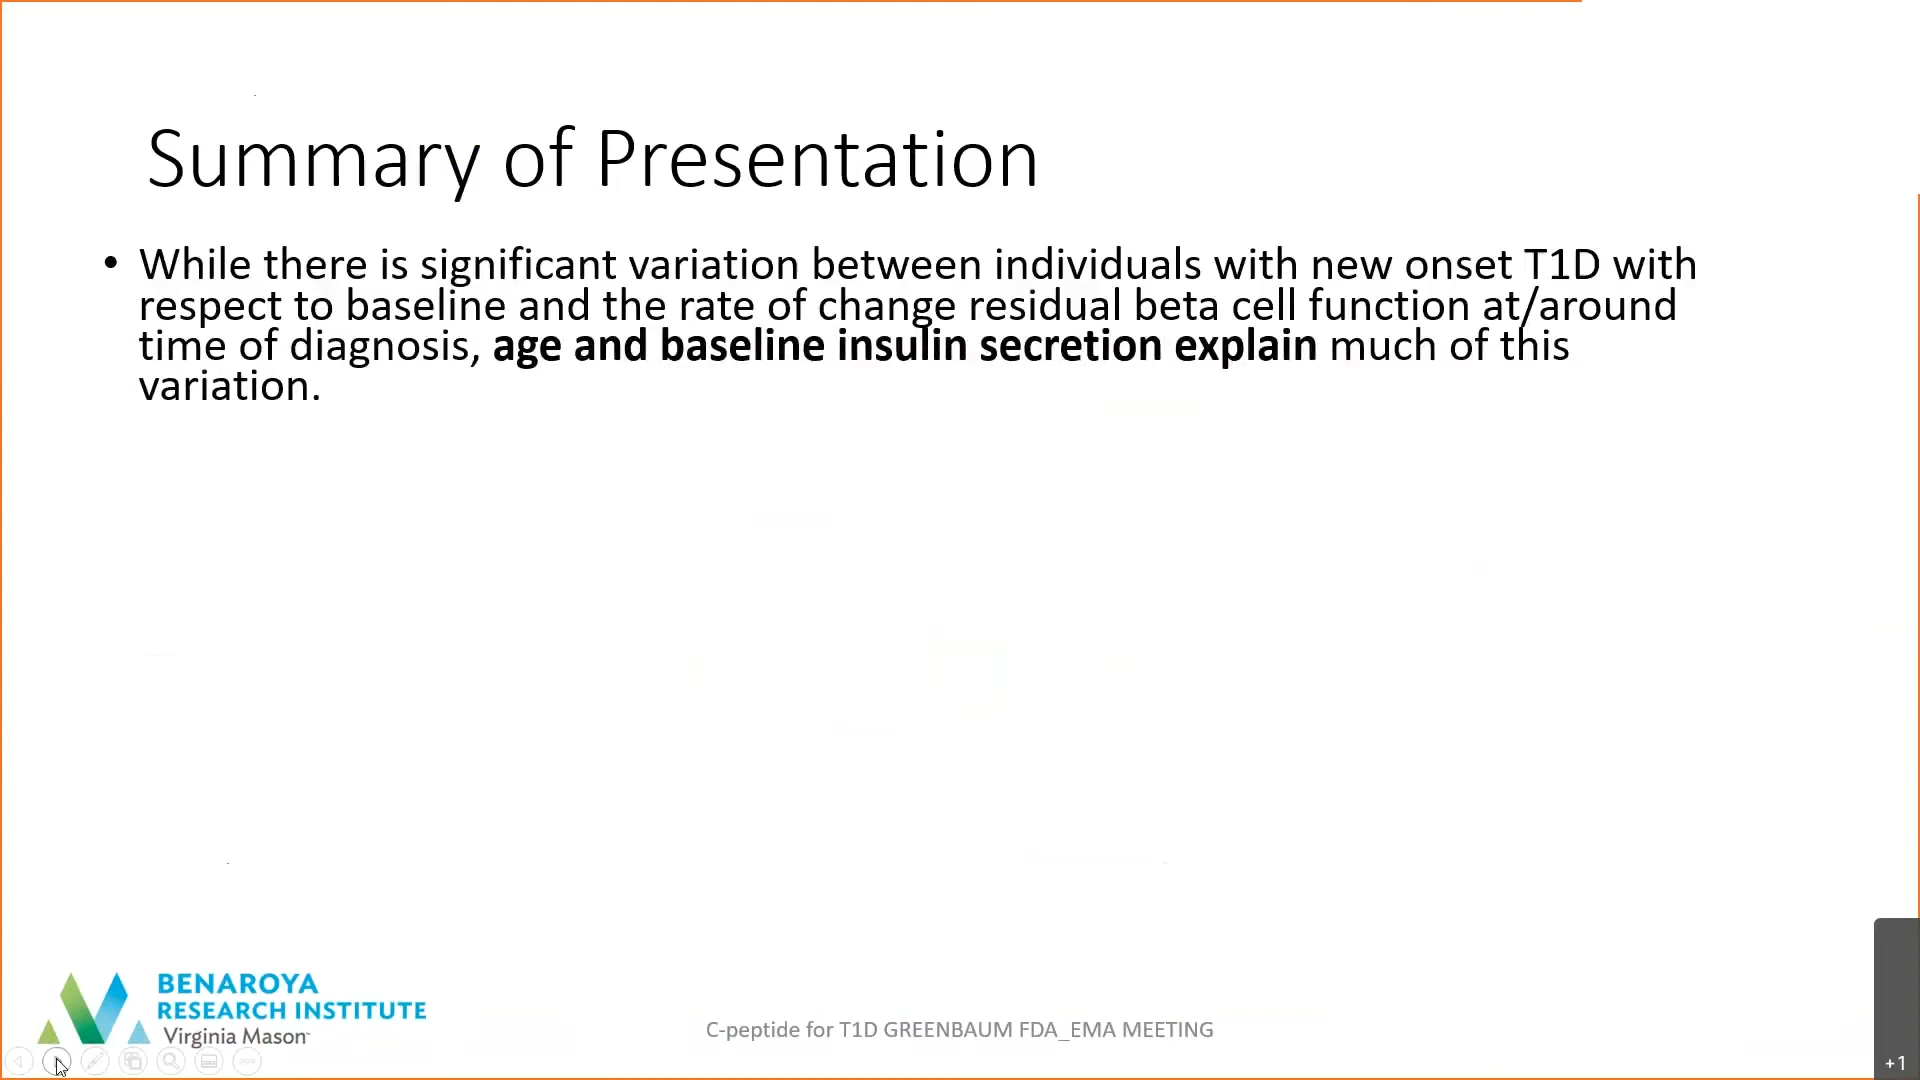 Summary of Presentation
• While there is significant variation between individuals with new onset T1D with
respect to baseline and the rate of change residual beta cell function at/around
time of diagnosis, age and baseline insulin secretion explain much of this
variation.
BENAROYA
RESEARCH INSTITUTE
Virginia Mason
C-peptide for T1D GREENBAUM FDA_EMA MEETING
+1